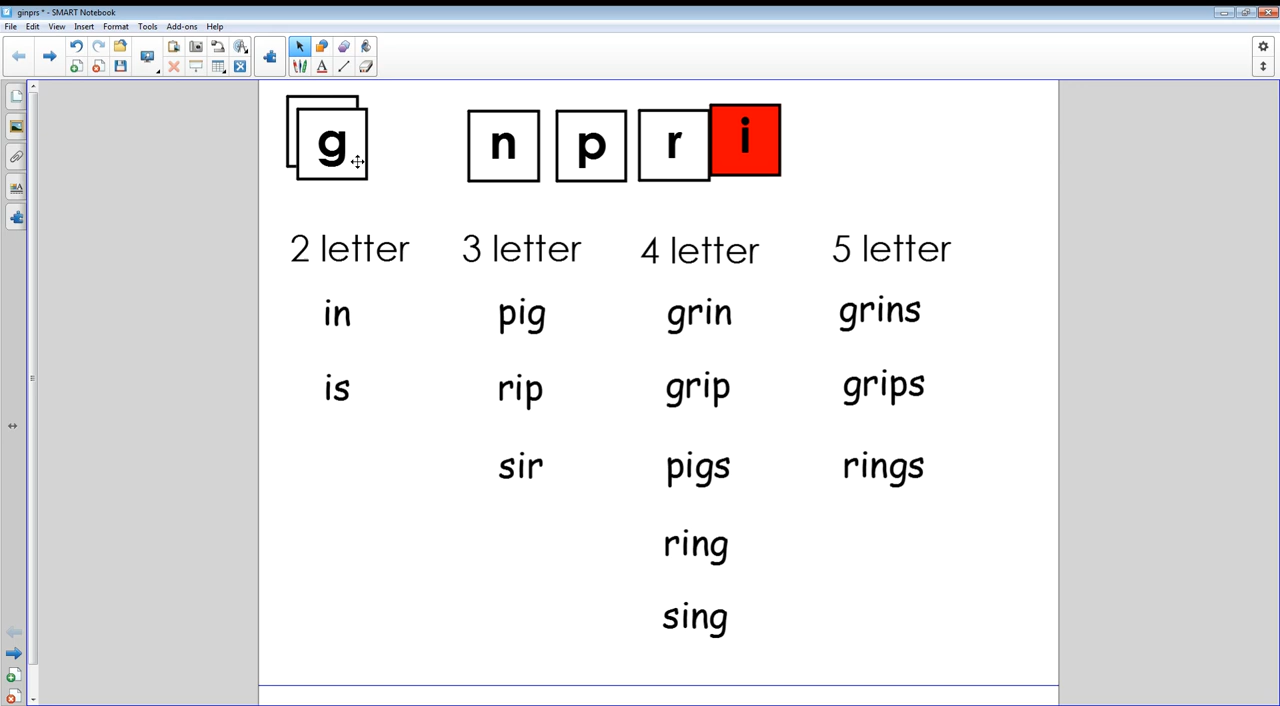 ginprs * - SMART Notebook
File Edit View Insert Format Tools Add-ons Help
g n p r i
2 letter 3 letter 4 letter 5 letter
in pig grin grins
is rip grip grips
sir pigs rings
ring
sing